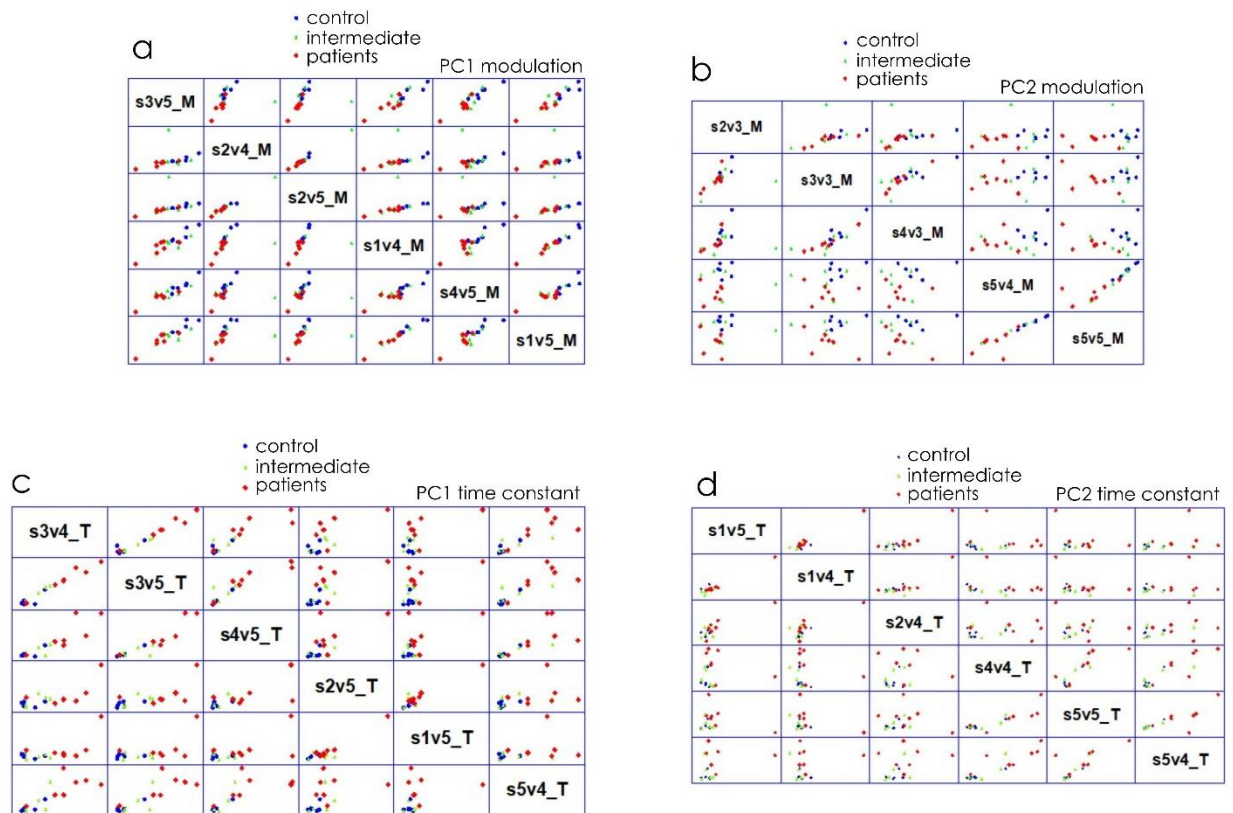 a
control
intermediate
patients
PC1 modulation
s3v5_M
s2v4_M
s2v5_M
s1v4_M
s4v5_M
s1v5_M
b
control
intermediate
patients
PC2 modulation
s2v3_M
s3v3_M
s4v3_M
s5v4_M
s5v5_M
c
control
intermediate
patients
PC1 time constant
s3v4_T
s3v5_T
s4v5_T
s2v5_T
s1v5_T
s5v4_T
d
control
intermediate
patients
PC2 time constant
s1v5_T
s1v4_T
s2v4_T
s4v4_T
s5v5_T
s5v4_T